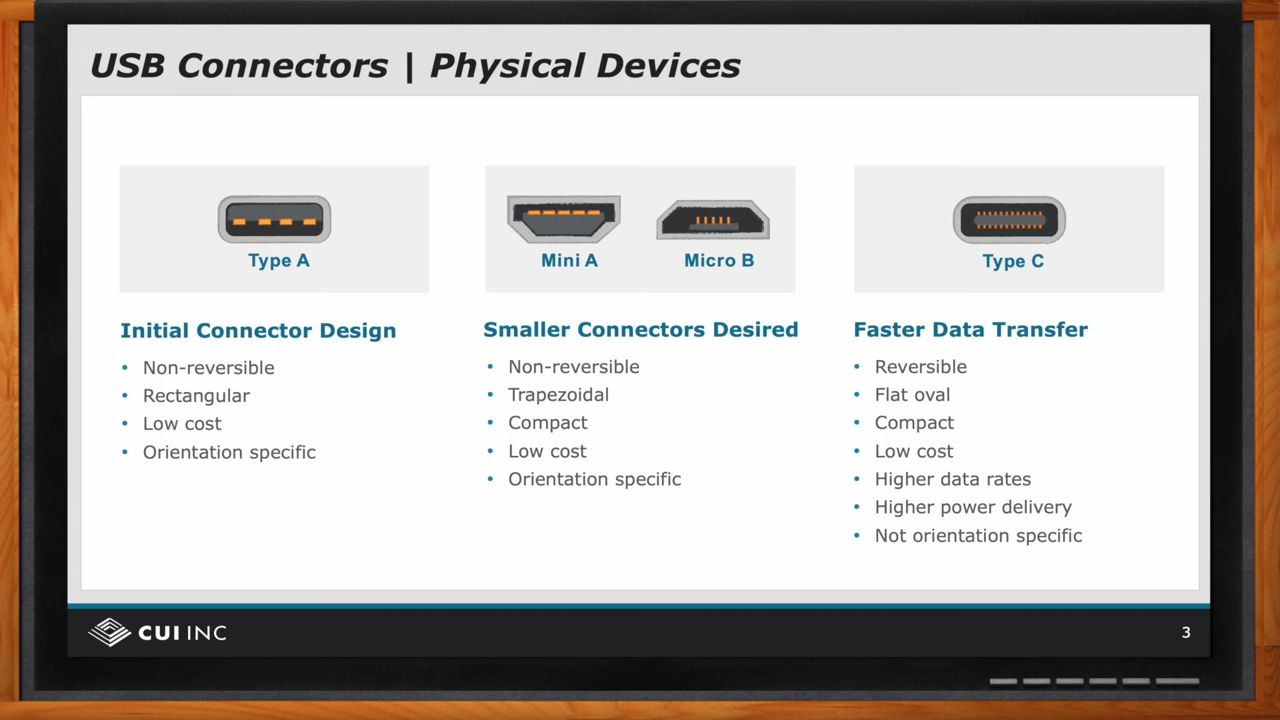 USB Connectors | Physical Devices
Type A
Mini A
Micro B
Type C
Initial Connector Design
• Non-reversible
• Rectangular
• Low cost
• Orientation specific
Smaller Connectors Desired
• Non-reversible
• Trapezoidal
• Compact
• Low cost
• Orientation specific
Faster Data Transfer
• Reversible
• Flat oval
• Compact
• Low cost
• Higher data rates
• Higher power delivery
• Not orientation specific
CUI INC
3